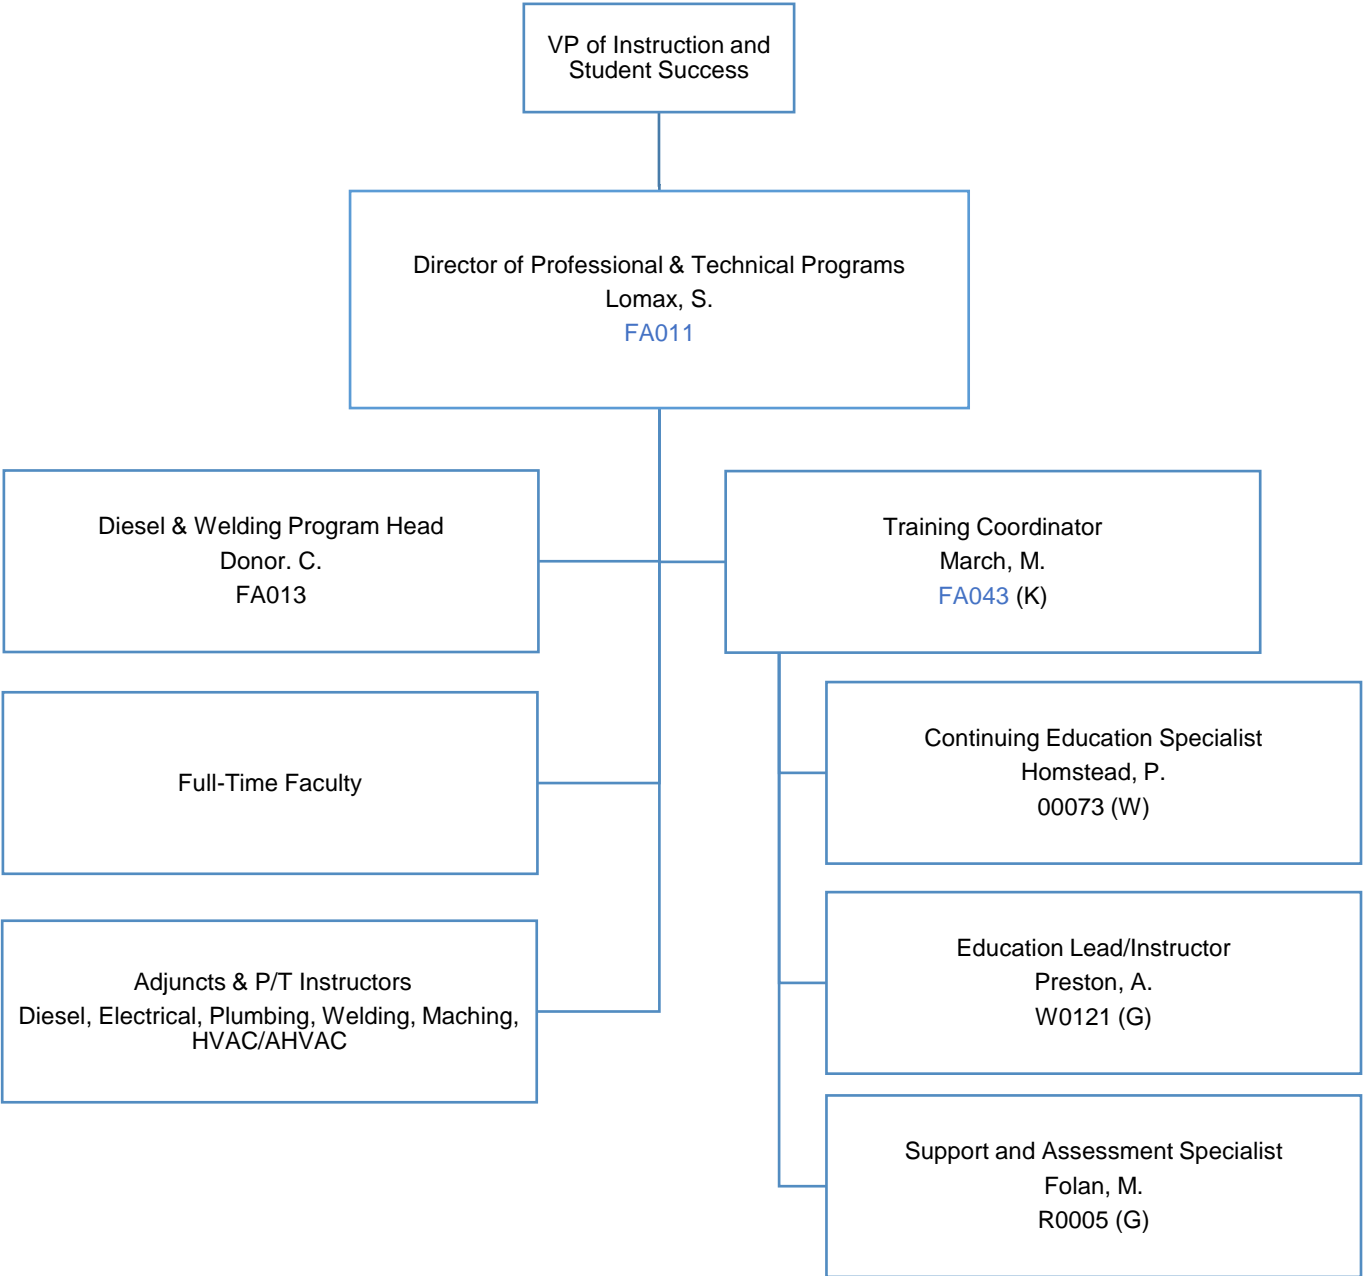 VP of Instruction and
Student Success
Director of Professional & Technical Programs
Lomax, S.
FA011
Diesel & Welding Program Head
Donor. C.
FA013
Training Coordinator
March, M.
FA043 (K)
Full-Time Faculty
Continuing Education Specialist
Homstead, P.
00073 (W)
Adjuncts & P/T Instructors
Diesel, Electrical, Plumbing, Welding, Maching,
HVAC/AHVAC
Education Lead/Instructor
Preston, A.
W0121 (G)
Support and Assessment Specialist
Folan, M.
R0005 (G)